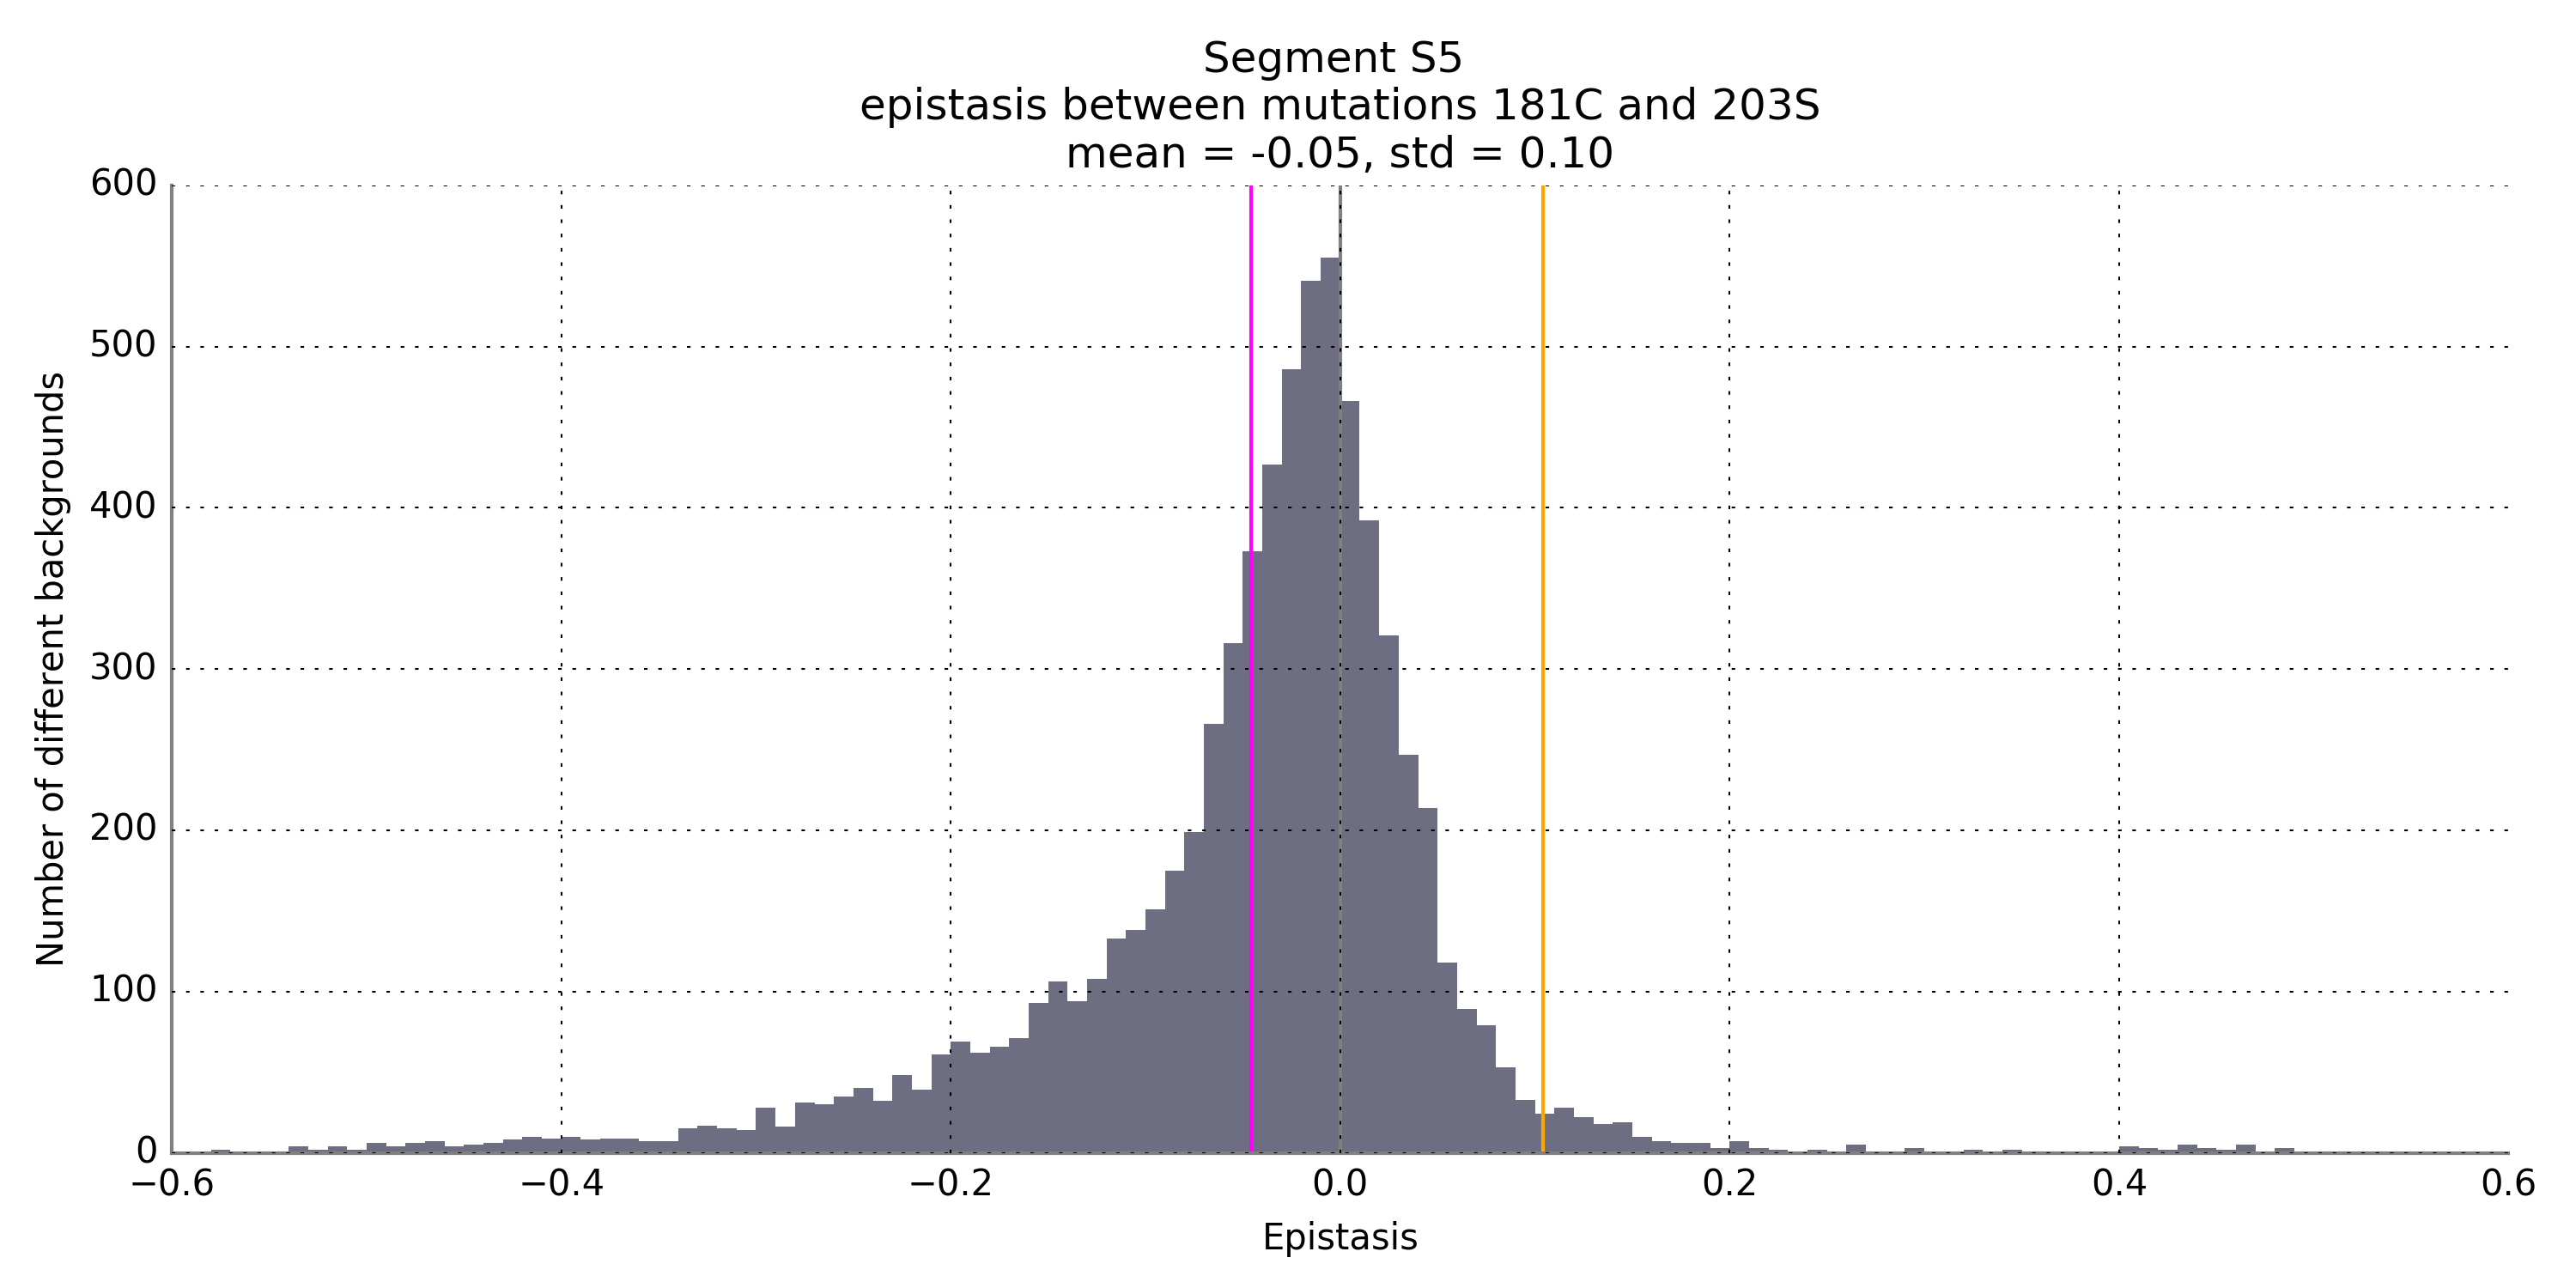 Segment S5
epistasis between mutations 181C and 203S
mean = -0.05, std = 0.10
600
500
400
300
200
100
0
Number of different backgrounds
−0.6
−0.4
−0.2
0.0
0.2
0.4
0.6
Epistasis